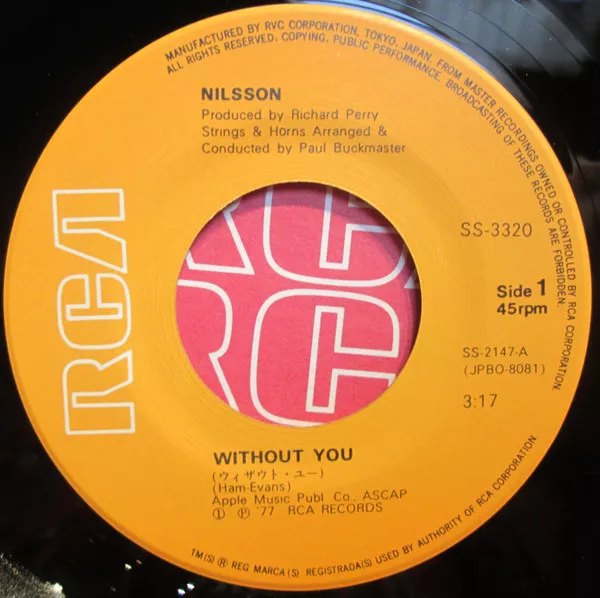 MANUFACTURED BY RVC CORPORATION, TOKYO, JAPAN, FROM MASTER RECORDINGS OWNED OR CONTROLLED BY RCA CORPORATION.
ALL RIGHTS RESERVED. COPYING, PUBLIC PERFORMANCE, BROADCASTING OF THESE RECORDS ARE FORBIDDEN.
NILSSON
Produced by Richard Perry
Strings & Horns Arranged &
Conducted by Paul Buckmaster
RCA
SS-3320
Side 1
45rpm
SS-2147-A
(JPBO-8081)
3:17
WITHOUT YOU
(ウィザウト・ユー)
(Ham-Evans)
Apple Music Publ Co., ASCAP
① Ⓟ '77 RCA RECORDS
TM(S) ® REG MARCA(S) REGISTRADA(S) USED BY AUTHORITY OF RCA CORPORATION.